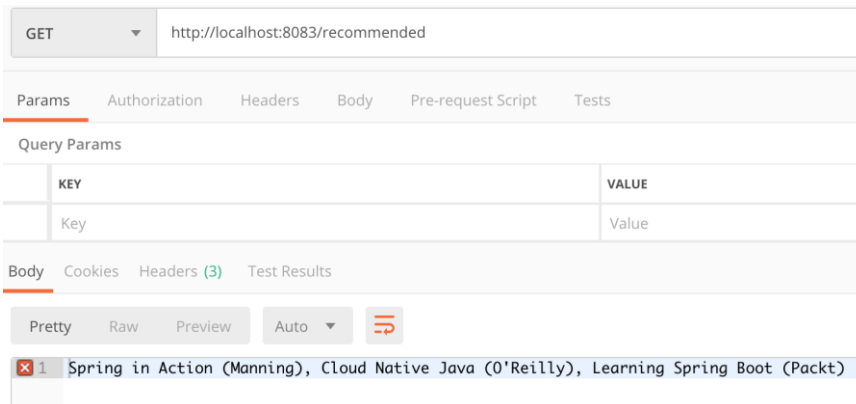 GET http://localhost:8083/recommended
Params Authorization Headers Body Pre-request Script Tests
Query Params
KEY VALUE
Key Value
Body Cookies Headers (3) Test Results
Pretty Raw Preview Auto
1 Spring in Action (Manning), Cloud Native Java (O'Reilly), Learning Spring Boot (Packt)